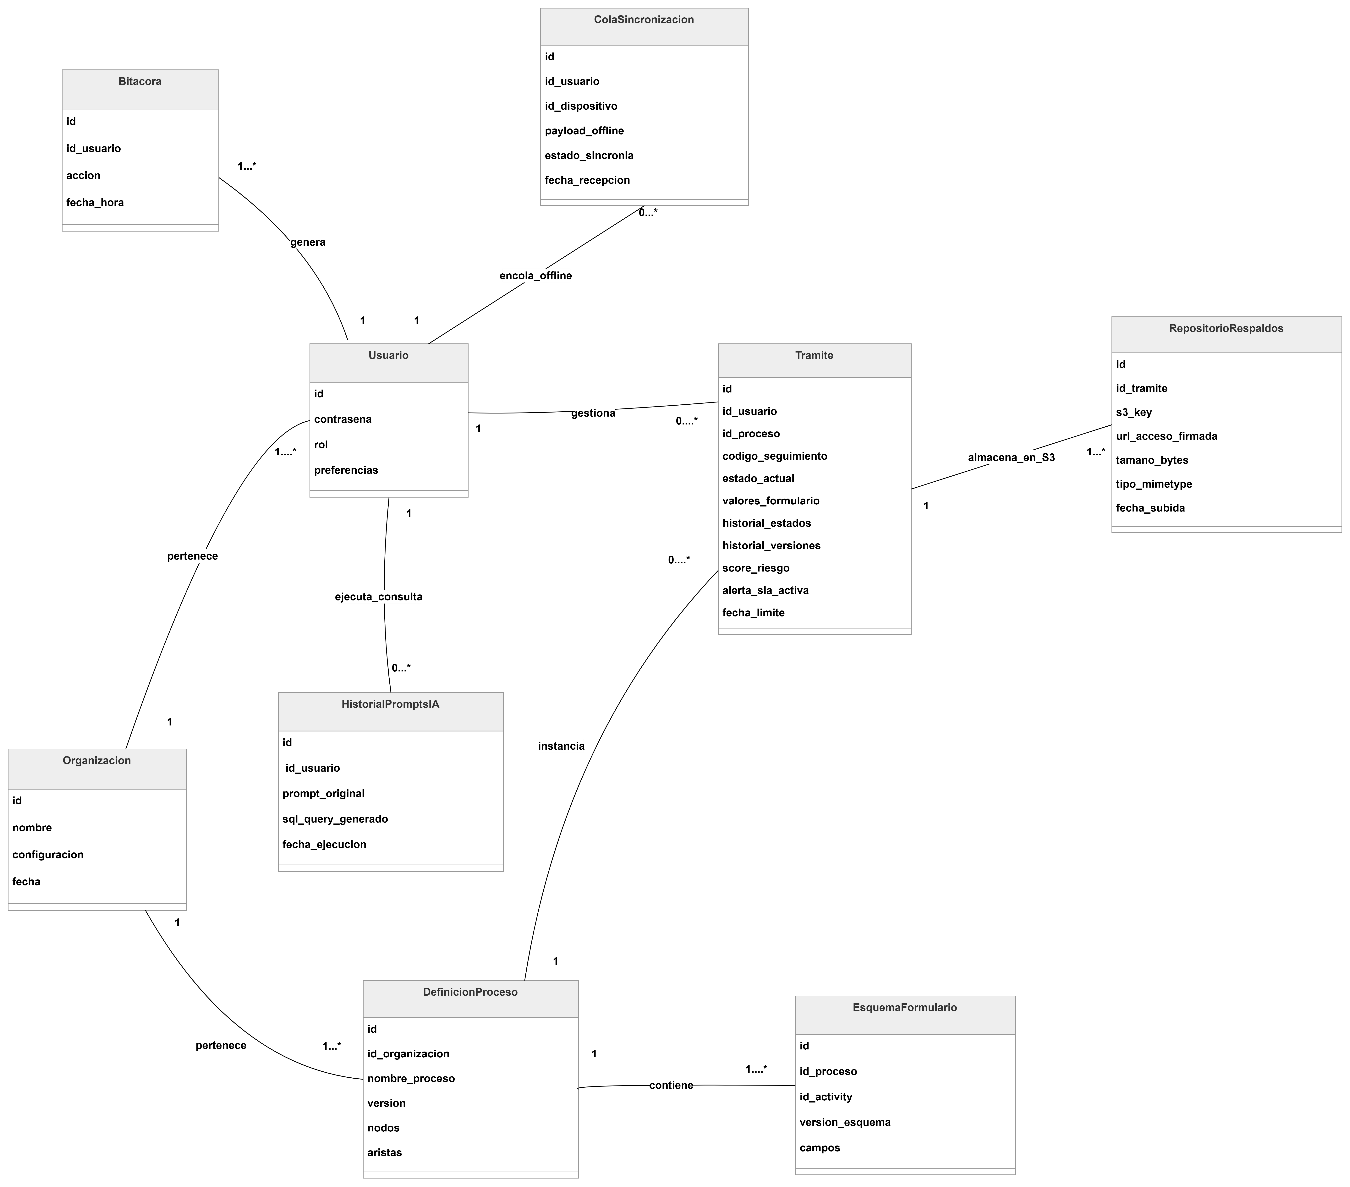 ColaSincronizacion
id
id_usuario
id_dispositivo
payload_offline
estado_sincronia
fecha_recepcion
0...*
Bitacora
id
id_usuario
accion
fecha_hora
1...*
genera
encola_offline
1
1
Usuario
id
contrasena
rol
preferencias
1
gestiona
0....*
Tramite
id
id_usuario
id_proceso
codigo_seguimiento
estado_actual
valores_formulario
historial_estados
historial_versiones
score_riesgo
alerta_sla_activa
fecha_limite
RepositorioRespaldos
id
id_tramite
s3_key
url_acceso_firmada
tamano_bytes
tipo_mimetype
fecha_subida
almacena_en_S3
1...*
1
1....*
1
0....*
pertenece
ejecuta_consulta
0...*
1
HistorialPromptsIA
id
id_usuario
prompt_original
sql_query_generado
fecha_ejecucion
instancia
Organizacion
id
nombre
configuracion
fecha
1
pertenece
1...*
1
DefinicionProceso
id
id_organizacion
nombre_proceso
version
nodos
aristas
1
contiene
1....*
EsquemaFormulario
id
id_proceso
id_activity
version_esquema
campos